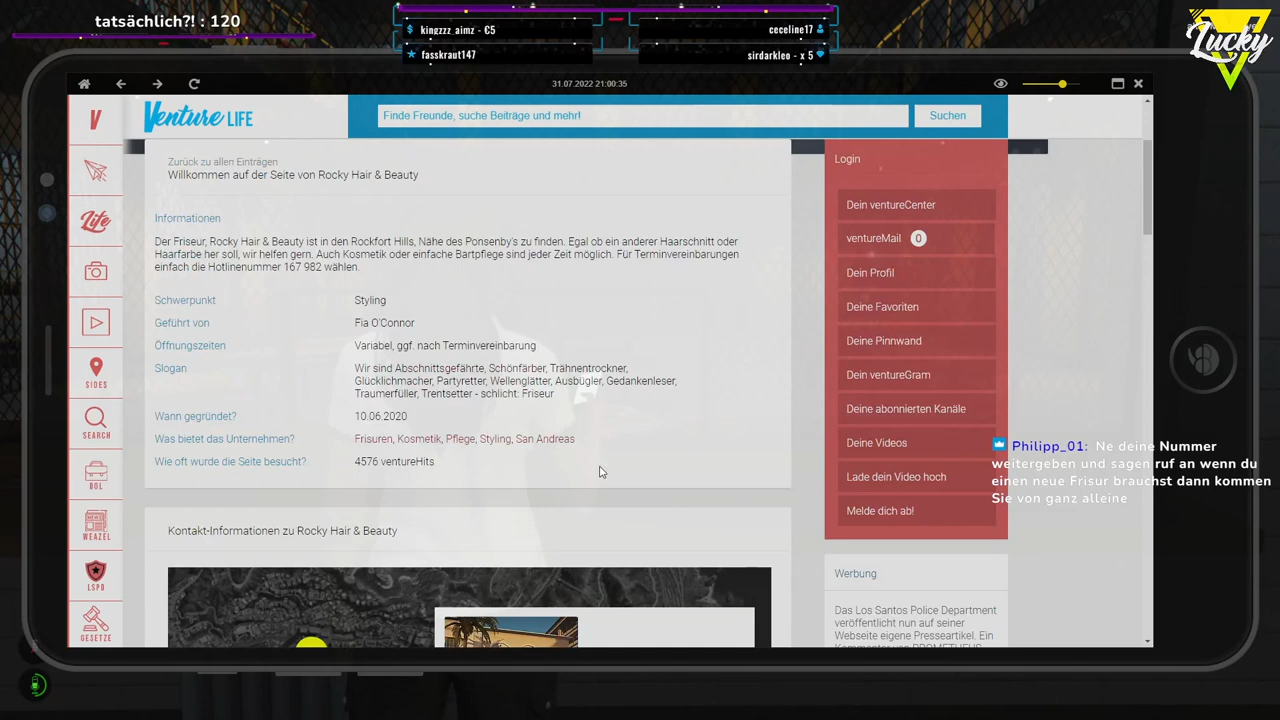 tatsächlich?! : 120
kingzzz_aimz - €5
fasskraut147
ceceline17
sirdarkleo - x 5
Lucky
31.07.2022 21:00:35
V
Venture LIFE
Finde Freunde, suche Beiträge und mehr!
Suchen
Life
SIDES
SEARCH
BOL
WEAZEL
LSPD
GESETZE
Zurück zu allen Einträgen
Willkommen auf der Seite von Rocky Hair & Beauty
Informationen
Der Friseur, Rocky Hair & Beauty ist in den Rockfort Hills, Nähe des Ponsenby's zu finden. Egal ob ein anderer Haarschnitt oder
Haarfarbe her soll, wir helfen gern. Auch Kosmetik oder einfache Bartpflege sind jeder Zeit möglich. Für Terminvereinbarungen
einfach die Hotlinenummer 167 982 wählen.
Schwerpunkt Styling
Geführt von Fia O'Connor
Öffnungszeiten Variabel, ggf. nach Terminvereinbarung
Slogan Wir sind Abschnittsgefährte, Schönfärber, Trähnentrockner,
Glücklichmacher, Partyretter, Wellenglätter, Ausbügler, Gedankenleser,
Traumerfüller, Trentsetter - schlicht: Friseur
Wann gegründet? 10.06.2020
Was bietet das Unternehmen? Frisuren, Kosmetik, Pflege, Styling, San Andreas
Wie oft wurde die Seite besucht? 4576 ventureHits
Kontakt-Informationen zu Rocky Hair & Beauty
Login
Dein ventureCenter
ventureMail 0
Dein Profil
Deine Favoriten
Deine Pinnwand
Dein ventureGram
Deine abonnierten Kanäle
Deine Videos
Lade dein Video hoch
Melde dich ab!
Werbung
Das Los Santos Police Department
veröffentlicht nun auf seiner
Webseite eigene Presseartikel. Ein
Kommentar von PROMETHEUS
Philipp_01: Ne deine Nummer
weitergeben und sagen ruf an wenn du
einen neue Frisur brauchst dann kommen
Sie von ganz alleine